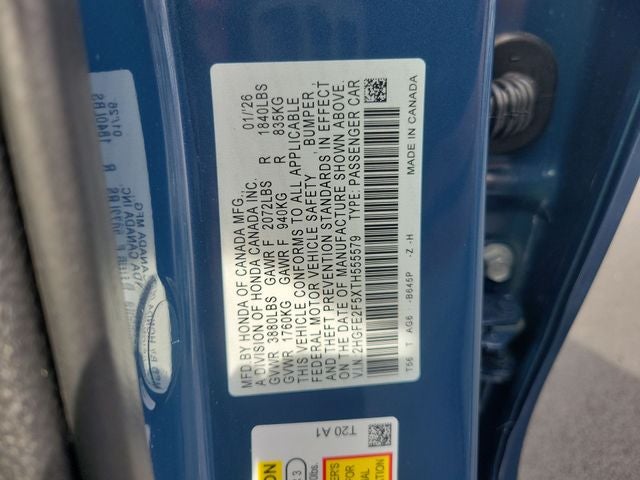 MFD.BY HONDA OF CANADA MFG. 01/'26
A DIVISION OF HONDA CANADA INC.
GVWR 3880LBS GAWR F 2072LBS R 1840LBS
GVWR 1760KG GAWR F 940KG R 835KG
THIS VEHICLE CONFORMS TO ALL APPLICABLE
FEDERAL MOTOR VEHICLE SAFETY, BUMPER,
AND THEFT PREVENTION STANDARDS IN EFFECT
ON THE DATE OF MANUFACTURE SHOWN ABOVE.
V.I.N:2HGFE2F5XTH555579 TYPE: PASSENGER CAR
T56 T AG6 -B645P -Z -H MADE IN CANADA
T20 A1